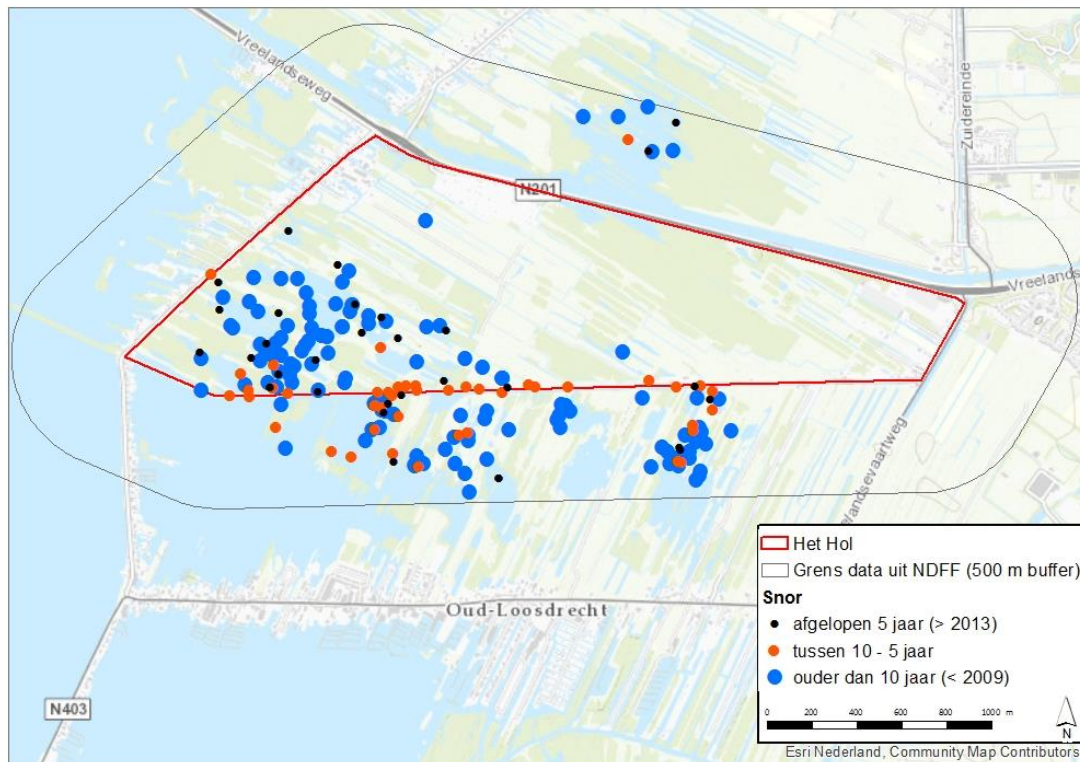 Vreelandseweg
Zuidereinde
N201
Vreelands
elandsevaartweg
Oud-Loosdrecht
N403
Het Hol
Grens data uit NDFF (500 m buffer)
Snor
afgelopen 5 jaar (> 2013)
tussen 10 - 5 jaar
ouder dan 10 jaar (< 2009)
0 200 400 600 800 1000 m
N
Esri Nederland, Community Map Contributors